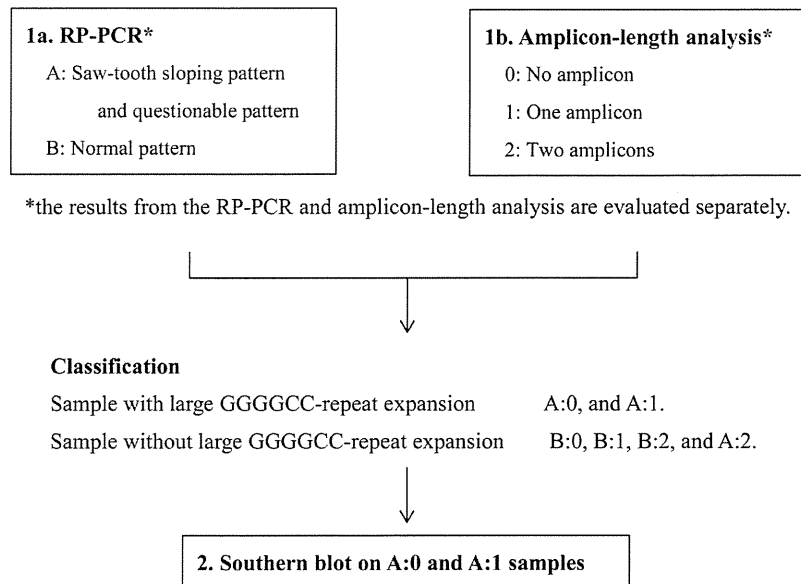 1a. RP-PCR*
A: Saw-tooth sloping pattern
and questionable pattern
B: Normal pattern
1b. Amplicon-length analysis*
0: No amplicon
1: One amplicon
2: Two amplicons
*the results from the RP-PCR and amplicon-length analysis are evaluated separately.
Classification
Sample with large GGGGCC-repeat expansion A:0, and A:1.
Sample without large GGGGCC-repeat expansion B:0, B:1, B:2, and A:2.
2. Southern blot on A:0 and A:1 samples